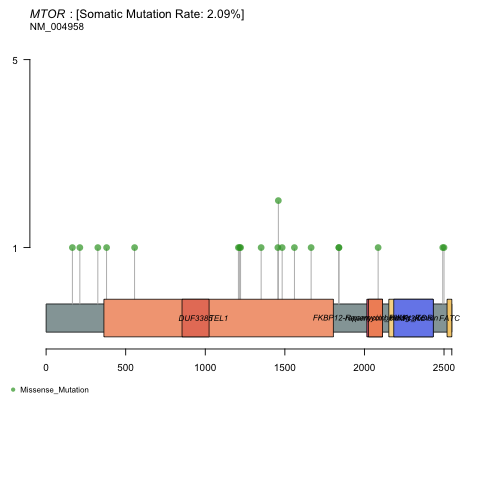 MTOR : [Somatic Mutation Rate: 2.09%]
NM_004958
5
1
DUF3385
TEL1
FKBP12-
FATC
0
500
1000
1500
2000
2500
Missense_Mutation